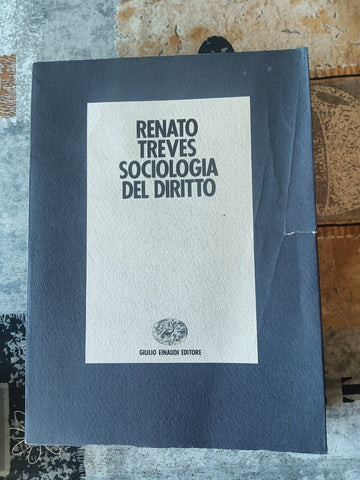 RENATO
TREVES
SOCIOLOGIA
DEL DIRITTO
GIULIO EINAUDI EDITORE